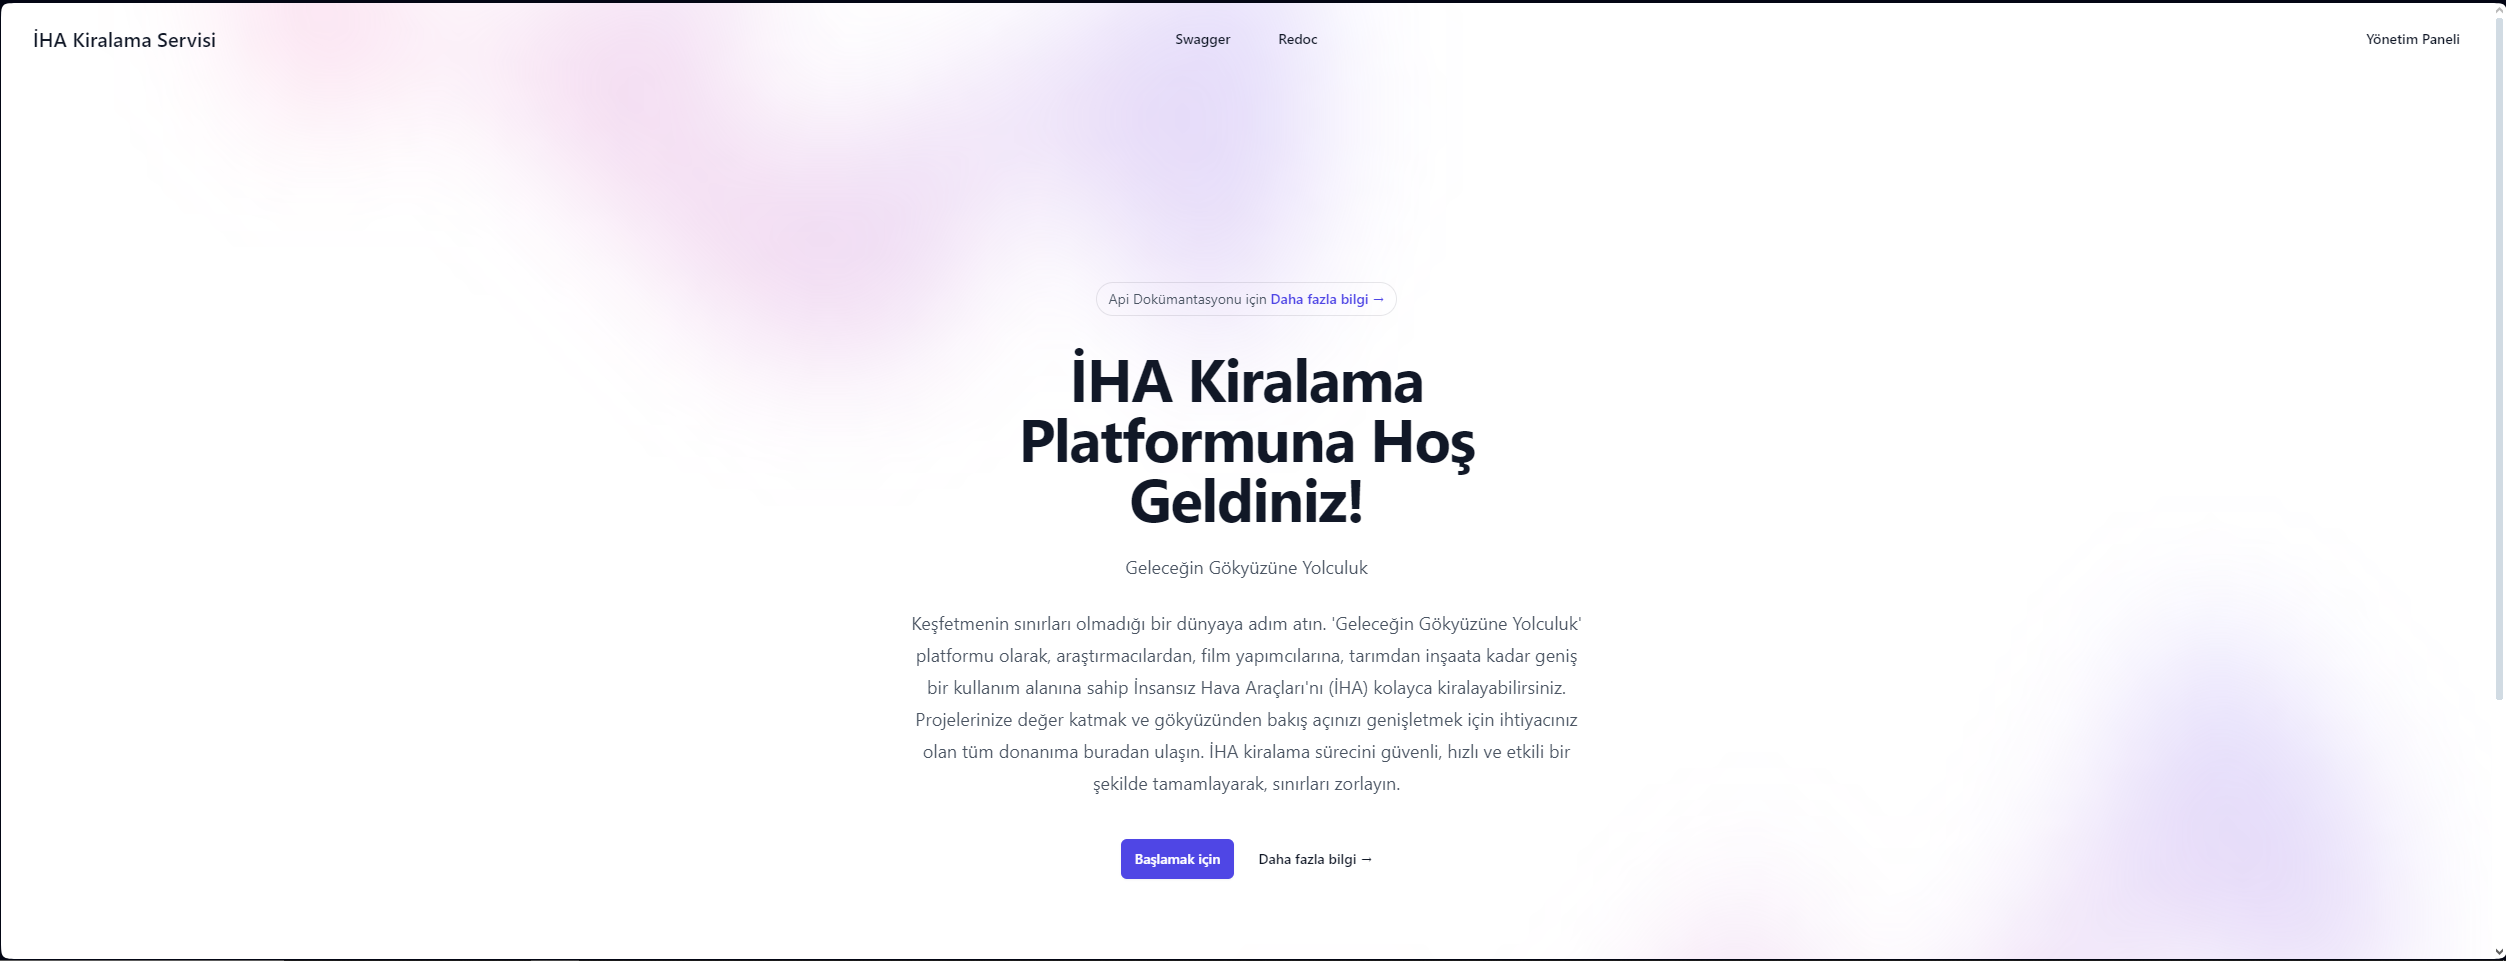 İHA Kiralama Servisi
Swagger
Redoc
Yönetim Paneli
Api Dokümantasyonu için Daha fazla bilgi →
İHA Kiralama
Platformuna Hoş
Geldiniz!
Geleceğin Gökyüzüne Yolculuk
Keşfetmenin sınırları olmadığı bir dünyaya adım atın. 'Geleceğin Gökyüzüne Yolculuk'
platformu olarak, araştırmacılardan, film yapımcılarına, tarımdan inşaata kadar geniş
bir kullanım alanına sahip İnsansız Hava Araçları'nı (İHA) kolayca kiralayabilirsiniz.
Projelerinize değer katmak ve gökyüzünden bakış açınızı genişletmek için ihtiyacınız
olan tüm donanıma buradan ulaşın. İHA kiralama sürecini güvenli, hızlı ve etkili bir
şekilde tamamlayarak, sınırları zorlayın.
Başlamak için
Daha fazla bilgi →